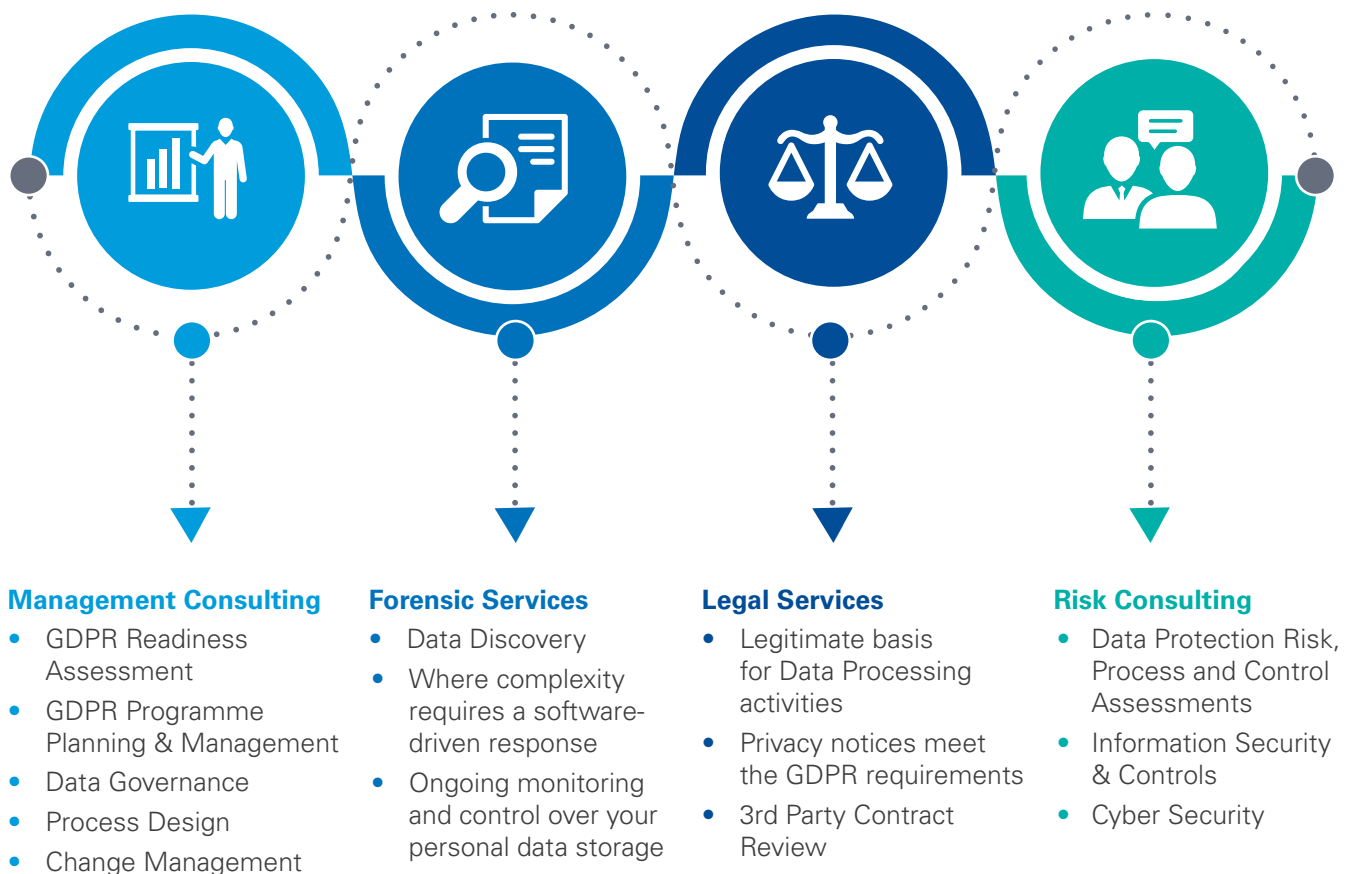 Management Consulting
• GDPR Readiness
Assessment
• GDPR Programme
Planning & Management
• Data Governance
• Process Design
• Change Management
Forensic Services
• Data Discovery
• Where complexity
requires a software-
driven response
• Ongoing monitoring
and control over your
personal data storage
Legal Services
• Legitimate basis
for Data Processing
activities
• Privacy notices meet
the GDPR requirements
• 3rd Party Contract
Review
Risk Consulting
• Data Protection Risk,
Process and Control
Assessments
• Information Security
& Controls
• Cyber Security